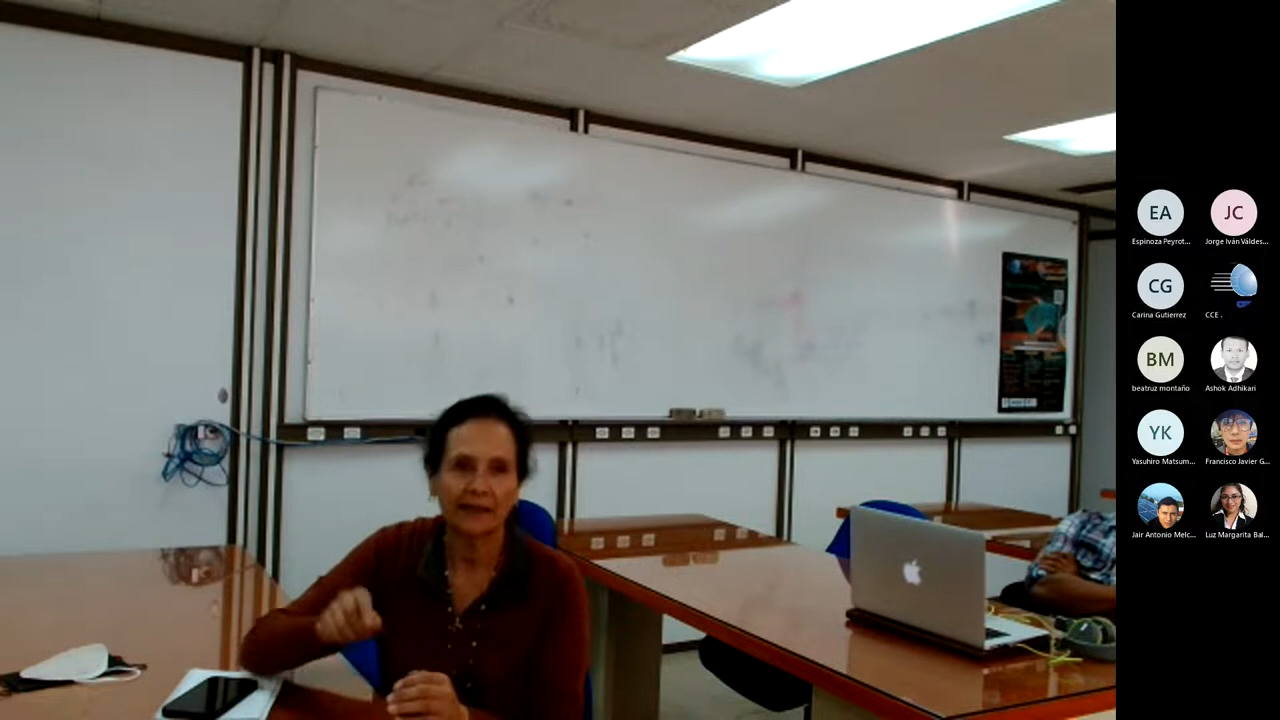 EA
JC
Espinoza Peyrot...
Jorge Iván Váldes...
CG
Carina Gutierrez
CCE .
BM
beatruz montaño
Ashok Adhikari
YK
Yasuhiro Matsum...
Francisco Javier G...
Jair Antonio Melc...
Luz Margarita Bal...